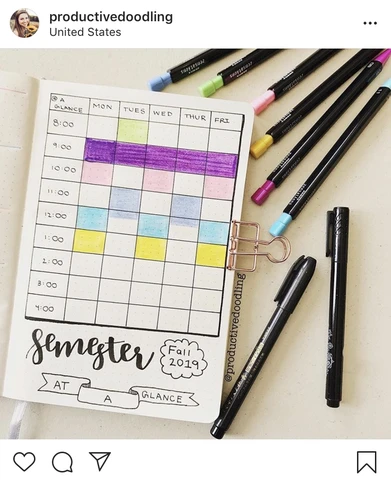 productivedoodling
United States
@ A
GLANCE MON TUES WED THUR FRI
8:00
9:00
10:00
11:00
12:00
1:00
2:00
3:00
4:00
semester
Fall
2019
AT A GLANCE
@productivedoodling